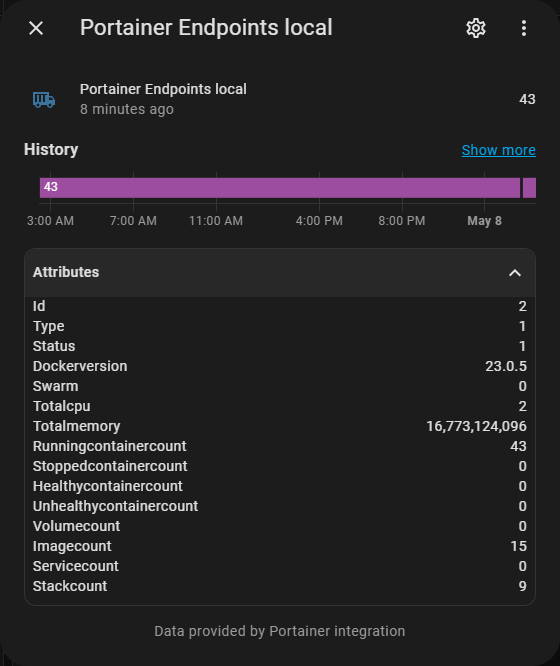 Portainer Endpoints local
Portainer Endpoints local
8 minutes ago
43
History
Show more
43
3:00 AM 7:00 AM 11:00 AM 4:00 PM 8:00 PM May 8
Attributes
Id 2
Type 1
Status 1
Dockerversion 23.0.5
Swarm 0
Totalcpu 2
Totalmemory 16,773,124,096
Runningcontainercount 43
Stoppedcontainercount 0
Healthycontainercount 0
Unhealthycontainercount 0
Volumecount 0
Imagecount 15
Servicecount 0
Stackcount 9
Data provided by Portainer integration